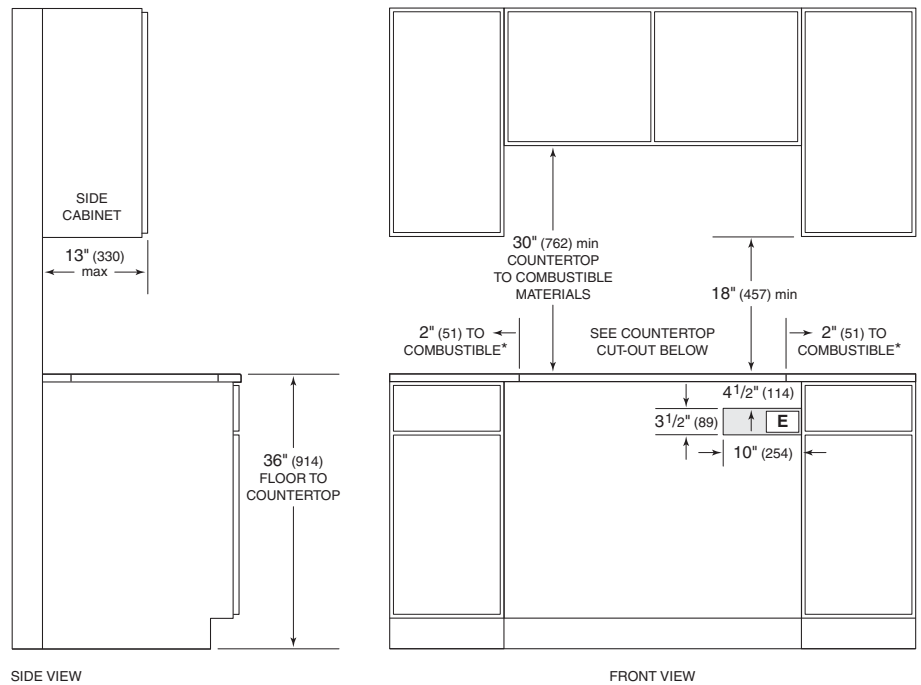 SIDE
CABINET
13" (330)
max
36" (914)
FLOOR TO
COUNTERTOP
SIDE VIEW
30" (762) min
COUNTERTOP
TO COMBUSTIBLE
MATERIALS
18" (457) min
2" (51) TO
COMBUSTIBLE*
SEE COUNTERTOP
CUT-OUT BELOW
2" (51) TO
COMBUSTIBLE*
4 1/2" (114)
3 1/2" (89)
E
10" (254)
FRONT VIEW